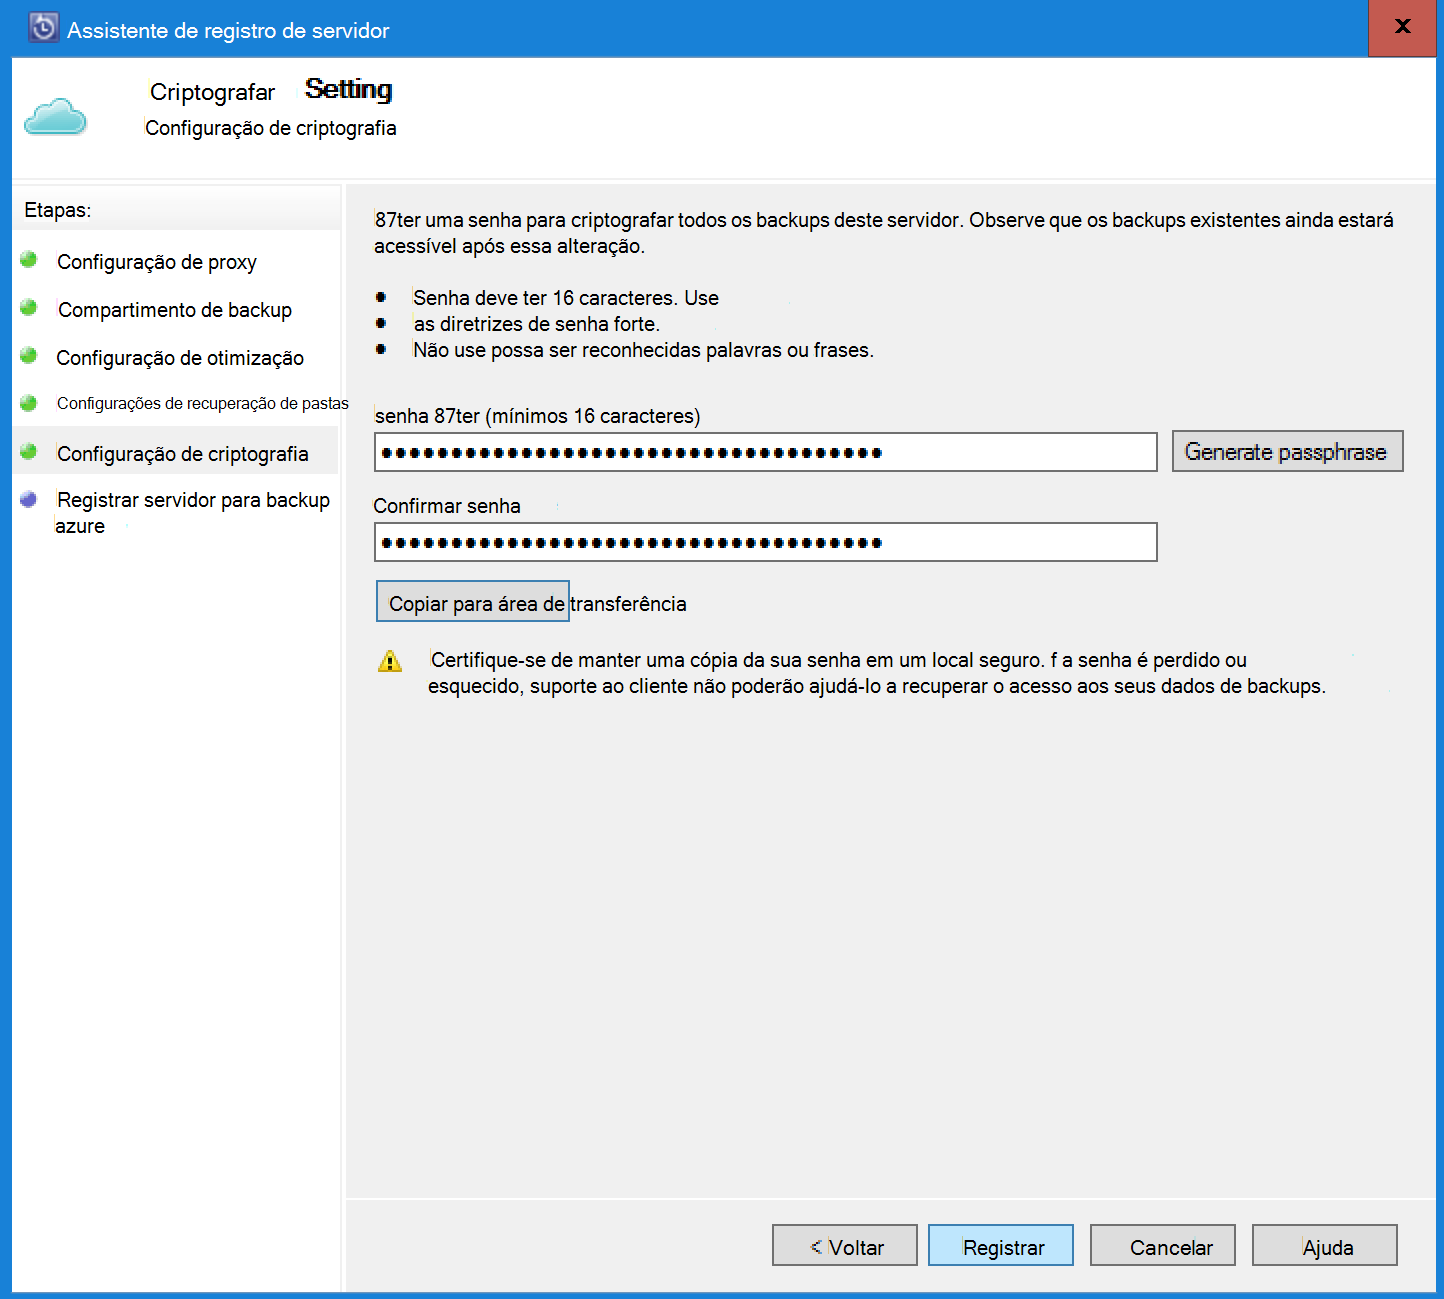 Assistente de registro de servidor
x
Criptografar Setting
Configuração de criptografia
Etapas:
Configuração de proxy
Compartimento de backup
Configuração de otimização
Configurações de recuperação de pastas
Configuração de criptografia
Registrar servidor para backup
azure
87ter uma senha para criptografar todos os backups deste servidor. Observe que os backups existentes ainda estará
acessível após essa alteração.
• Senha deve ter 16 caracteres. Use
• as diretrizes de senha forte.
• Não use possa ser reconhecidas palavras ou frases.
senha 87ter (mínimos 16 caracteres)
Generate passphrase
Confirmar senha
Copiar para área de transferência
Certifique-se de manter uma cópia da sua senha em um local seguro. f a senha é perdido ou
esquecido, suporte ao cliente não poderão ajudá-lo a recuperar o acesso aos seus dados de backups.
< Voltar
Registrar
Cancelar
Ajuda